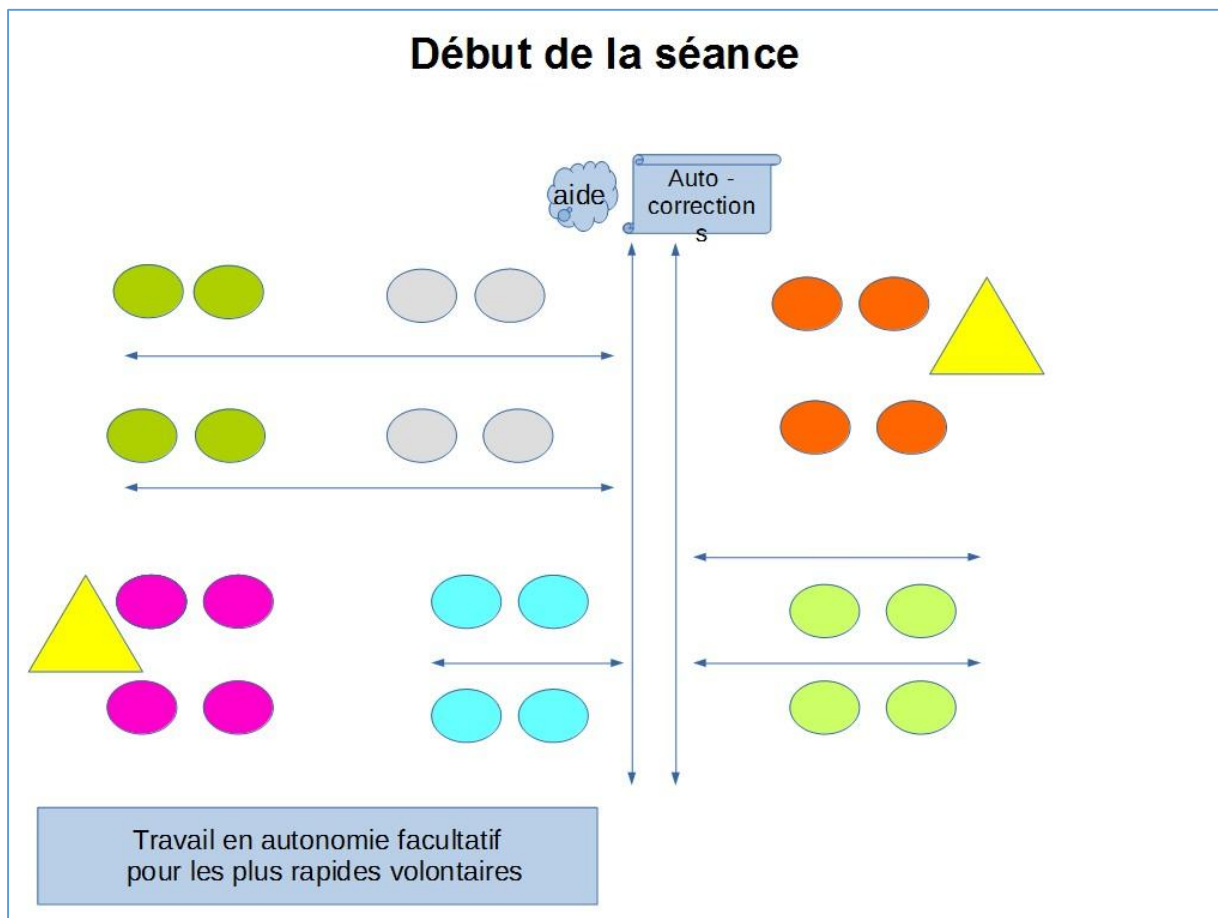 Début de la séance
aide
Auto -
correction
s
Travail en autonomie facultatif
pour les plus rapides volontaires